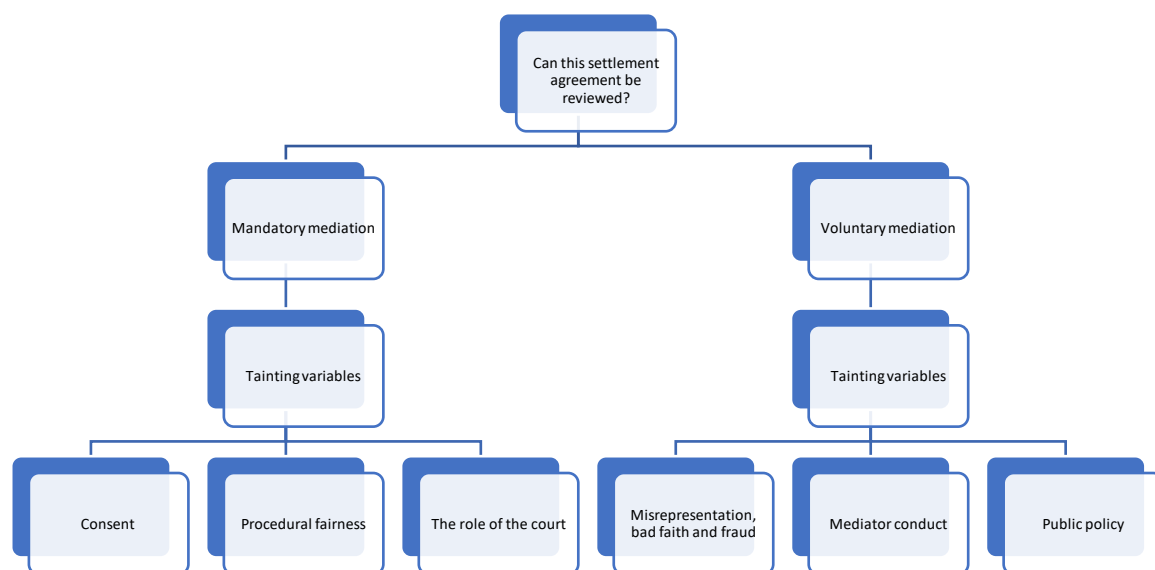 Can this settlement
agreement be
reviewed?
Mandatory mediation
Voluntary mediation
Tainting variables
Tainting variables
Consent
Procedural fairness
The role of the court
Misrepresentation,
bad faith and fraud
Mediator conduct
Public policy